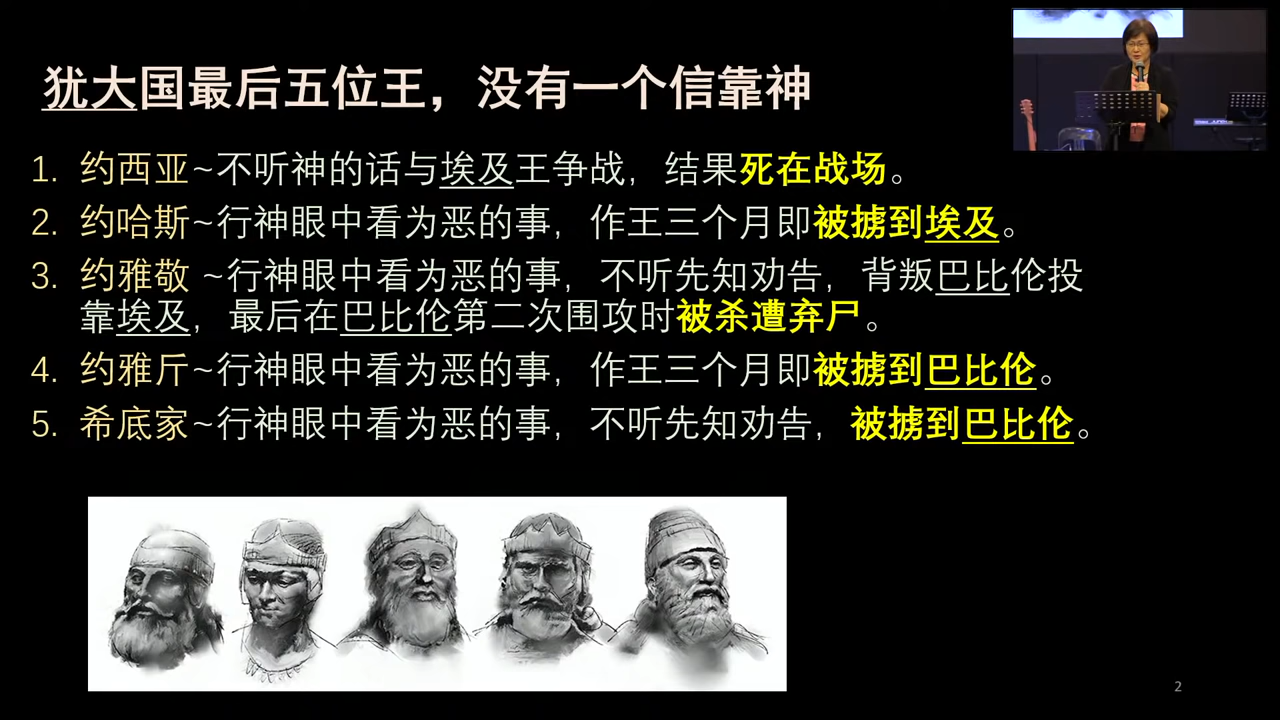 犹大国最后五位王，没有一个信靠神
1. 约西亚~不听神的话与埃及王争战，结果死在战场。
2. 约哈斯~行神眼中看为恶的事，作王三个月即被掳到埃及。
3. 约雅敬 ~行神眼中看为恶的事，不听先知劝告，背叛巴比伦投
靠埃及，最后在巴比伦第二次围攻时被杀遭弃尸。
4. 约雅斤~行神眼中看为恶的事，作王三个月即被掳到巴比伦。
5. 希底家~行神眼中看为恶的事，不听先知劝告，被掳到巴比伦。
2